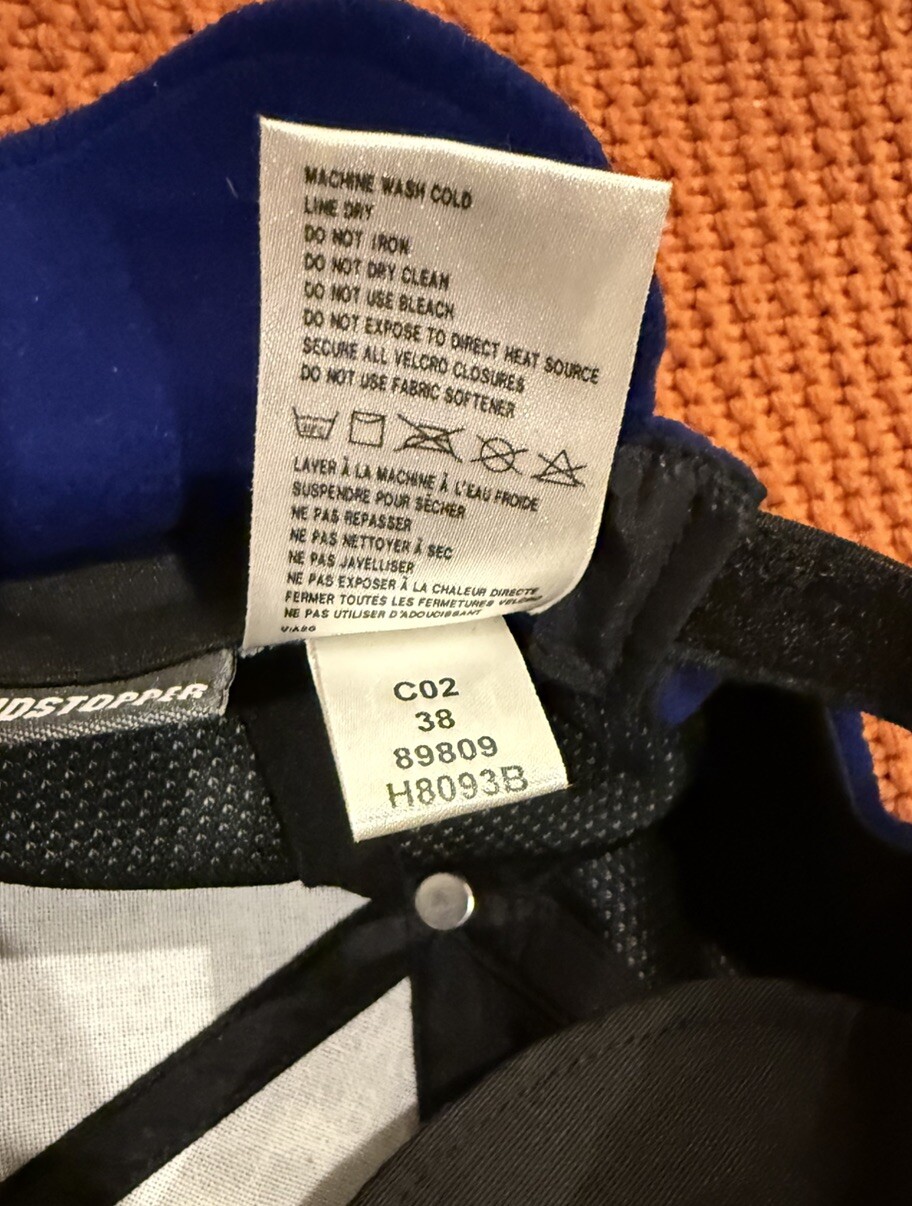 MACHINE WASH COLD
LINE DRY
DO NOT IRON
DO NOT DRY CLEAN
DO NOT USE BLEACH
DO NOT EXPOSE TO DIRECT HEAT SOURCE
SECURE ALL VELCRO CLOSURES
DO NOT USE FABRIC SOFTENER
LAVER À LA MACHINE À L'EAU FROIDE
SUSPENDRE POUR SÉCHER
NE PAS REPASSER
NE PAS NETTOYER À SEC
NE PAS JAVELLISER
NE PAS EXPOSER À LA CHALEUR DIRECTE
FERMER TOUTES LES FERMETURES VELCRO
NE PAS UTILISER D'ADOUCISSANT
DSTOPPER
C02
38
89809
H8093B